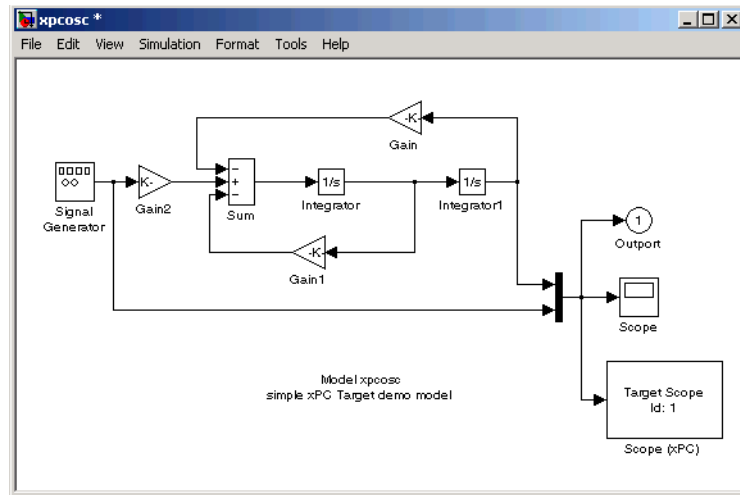 xpcosc *
File Edit View Simulation Format Tools Help
-K-
Gain
Signal
Generator
K-
Gain2
−
+
−
Sum
1/s
Integrator
1/s
Integrator1
-K-
Gain1
1
Outport
Scope
Model xpcosc
simple xPC Target demo model
Target Scope
Id: 1
Scope (xPC)